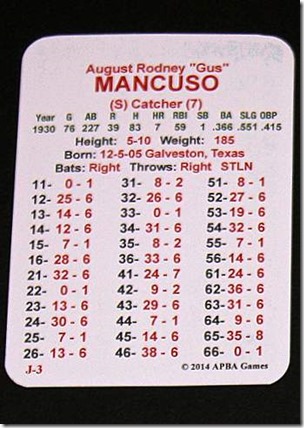 August Rodney "Gus"
MANCUSO
(S) Catcher (7)
Year G AB R H HR RBI SB BA SLG OBP
1930 76 227 39 83 7 59 1 .366 .551 .415
Height: 5-10 Weight: 185
Born: 12-5-05 Galveston, Texas
Bats: Right Throws: Right STLN
11- 0 - 1 31- 8 - 2 51- 8 - 1
12- 25 - 6 32- 26 - 6 52- 27 - 6
13- 14 - 6 33- 0 - 1 53- 19 - 6
14- 12 - 6 34- 31 - 6 54- 32 - 6
15- 7 - 1 35- 8 - 2 55- 7 - 1
16- 28 - 6 36- 33 - 6 56- 14 - 6
21- 32 - 6 41- 24 - 7 61- 24 - 6
22- 0 - 1 42- 13 - 6 62- 36 - 6
23- 13 - 6 43- 29 - 6 63- 31 - 6
24- 30 - 6 44- 7 - 1 64- 9 - 6
25- 7 - 1 45- 14 - 6 65- 35 - 8
26- 13 - 6 46- 38 - 6 66- 0 - 1
J-3 © 2014 APBA Games